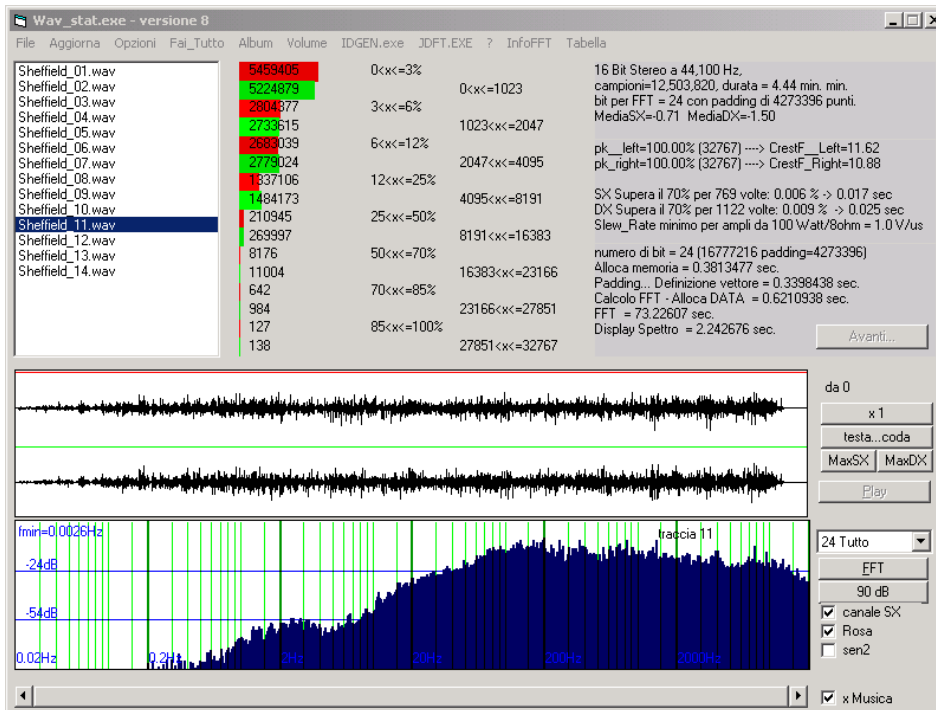 Wav_stat.exe - versione 8
File Aggiorna Opzioni Fai_Tutto Album Volume IDGEN.exe JDFT.EXE ? InfoFFT Tabella
Sheffield_01.wav
Sheffield_02.wav
Sheffield_03.wav
Sheffield_04.wav
Sheffield_05.wav
Sheffield_06.wav
Sheffield_07.wav
Sheffield_08.wav
Sheffield_09.wav
Sheffield_10.wav
Sheffield_11.wav
Sheffield_12.wav
Sheffield_13.wav
Sheffield_14.wav
5459405 0<x<=3%
5224879 0<x<=1023
2804377 3<x<=6%
2733615 1023<x<=2047
2683039 6<x<=12%
2779024 2047<x<=4095
1337106 12<x<=25%
1484173 4095<x<=8191
210945 25<x<=50%
269997 8191<x<=16383
8176 50<x<=70%
11004 16383<x<=23166
642 70<x<=85%
984 23166<x<=27851
127 85<x<=100%
138 27851<x<=32767
16 Bit Stereo a 44,100 Hz,
campioni=12,503,820, durata = 4.44 min. min.
bit per FFT = 24 con padding di 4273396 punti.
MediaSX=-0.71 MediaDX=-1.50
pk__left=100.00% (32767) ----> CrestF__Left=11.62
pk_right=100.00% (32767) ----> CrestF_Right=10.88
SX Supera il 70% per 769 volte: 0.006 % -> 0.017 sec
DX Supera il 70% per 1122 volte: 0.009 % -> 0.025 sec
Slew_Rate minimo per ampli da 100 Watt/8ohm = 1.0 V/us
numero di bit = 24 (16777216 padding=4273396)
Alloca memoria = 0.3813477 sec.
Padding... Definizione vettore = 0.3398438 sec.
Calcolo FFT - Alloca DATA = 0.6210938 sec.
FFT = 73.22607 sec.
Display Spettro = 2.242676 sec.
Avanti...
da 0
x 1
testa...coda
MaxSX MaxDX
Play
fmin=0.0026Hz
traccia 11
-24dB
-54dB
0.02Hz 0.2Hz 2Hz 20Hz 200Hz 2000Hz
24 Tutto
FFT
90 dB
canale SX
Rosa
sen2
x Musica